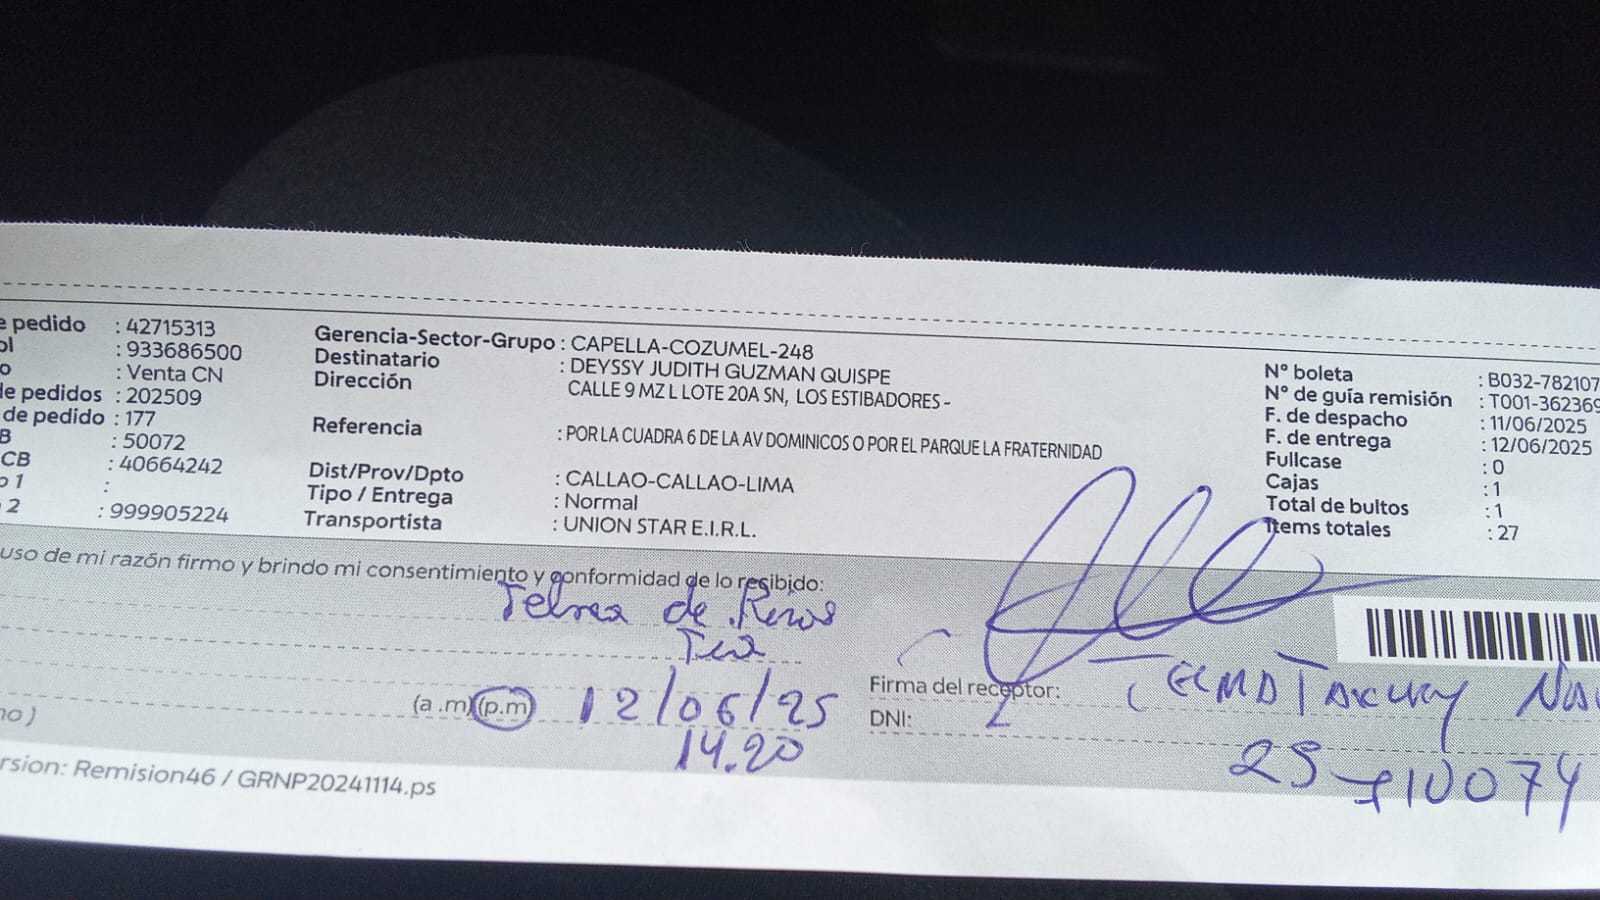 e pedido : 42715313
ol : 933686500
o : Venta CN
de pedidos : 202509
de pedido : 177
B : 50072
CB : 40664242
o 1 :
2 : 999905224
Gerencia-Sector-Grupo : CAPELLA-COZUMEL-248
Destinatario : DEYSSY JUDITH GUZMAN QUISPE
Dirección CALLE 9 MZ L LOTE 20A SN, LOS ESTIBADORES -
Referencia : POR LA CUADRA 6 DE LA AV DOMINICOS O POR EL PARQUE LA FRATERNIDAD
Dist/Prov/Dpto : CALLAO-CALLAO-LIMA
Tipo / Entrega : Normal
Transportista : UNION STAR E.I.R.L.
N° boleta : B032-782107
N° de guía remisión : T001-362369
F. de despacho : 11/06/2025
F. de entrega : 12/06/2025
Fullcase : 0
Cajas : 1
Total de bultos : 1
Items totales : 27
uso de mi razón firmo y brindo mi consentimiento y conformidad de lo recibido:
de
(a .m) (p.m) 12/06/25
14.20
Firma del receptor:
DNI:
no )
rsion: Remision46 / GRNP20241114.ps